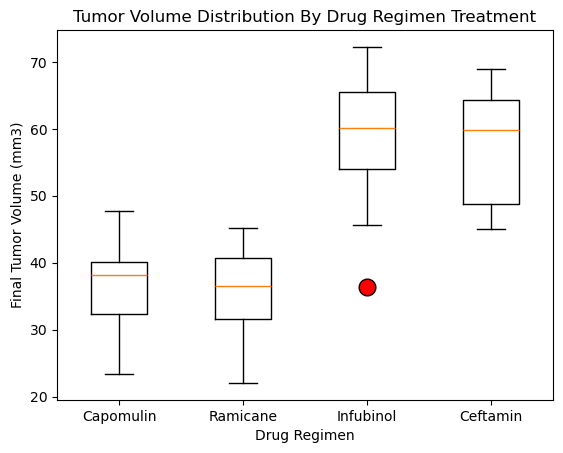 Tumor Volume Distribution By Drug Regimen Treatment
Final Tumor Volume (mm3)
70
60
50
40
30
20
Capomulin Ramicane Infubinol Ceftamin
Drug Regimen